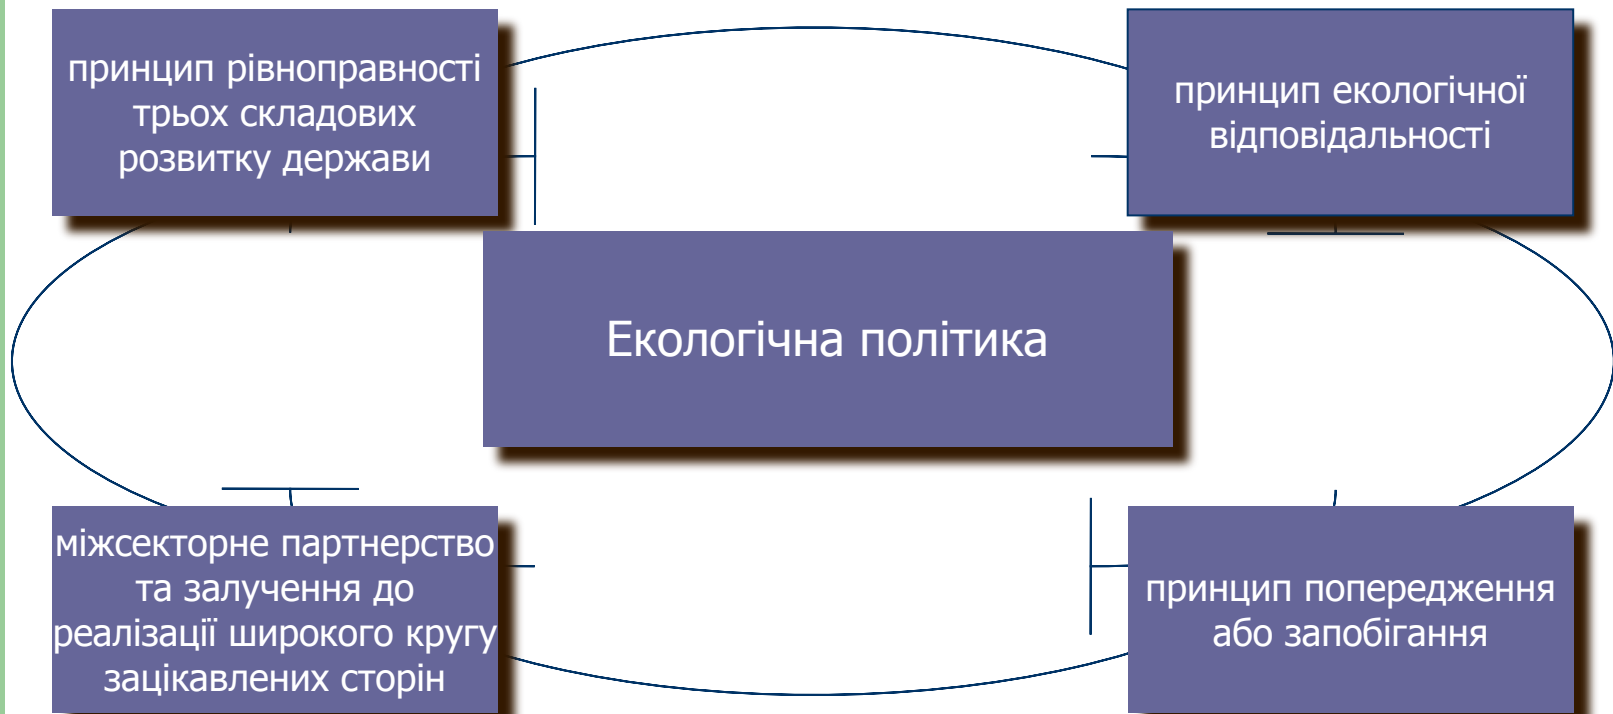 принцип рівноправності
трьох складових
розвитку держави
принцип екологічної
відповідальності
Екологічна політика
міжсекторне партнерство
та залучення до
реалізації широкого кругу
зацікавлених сторін
принцип попередження
або запобігання